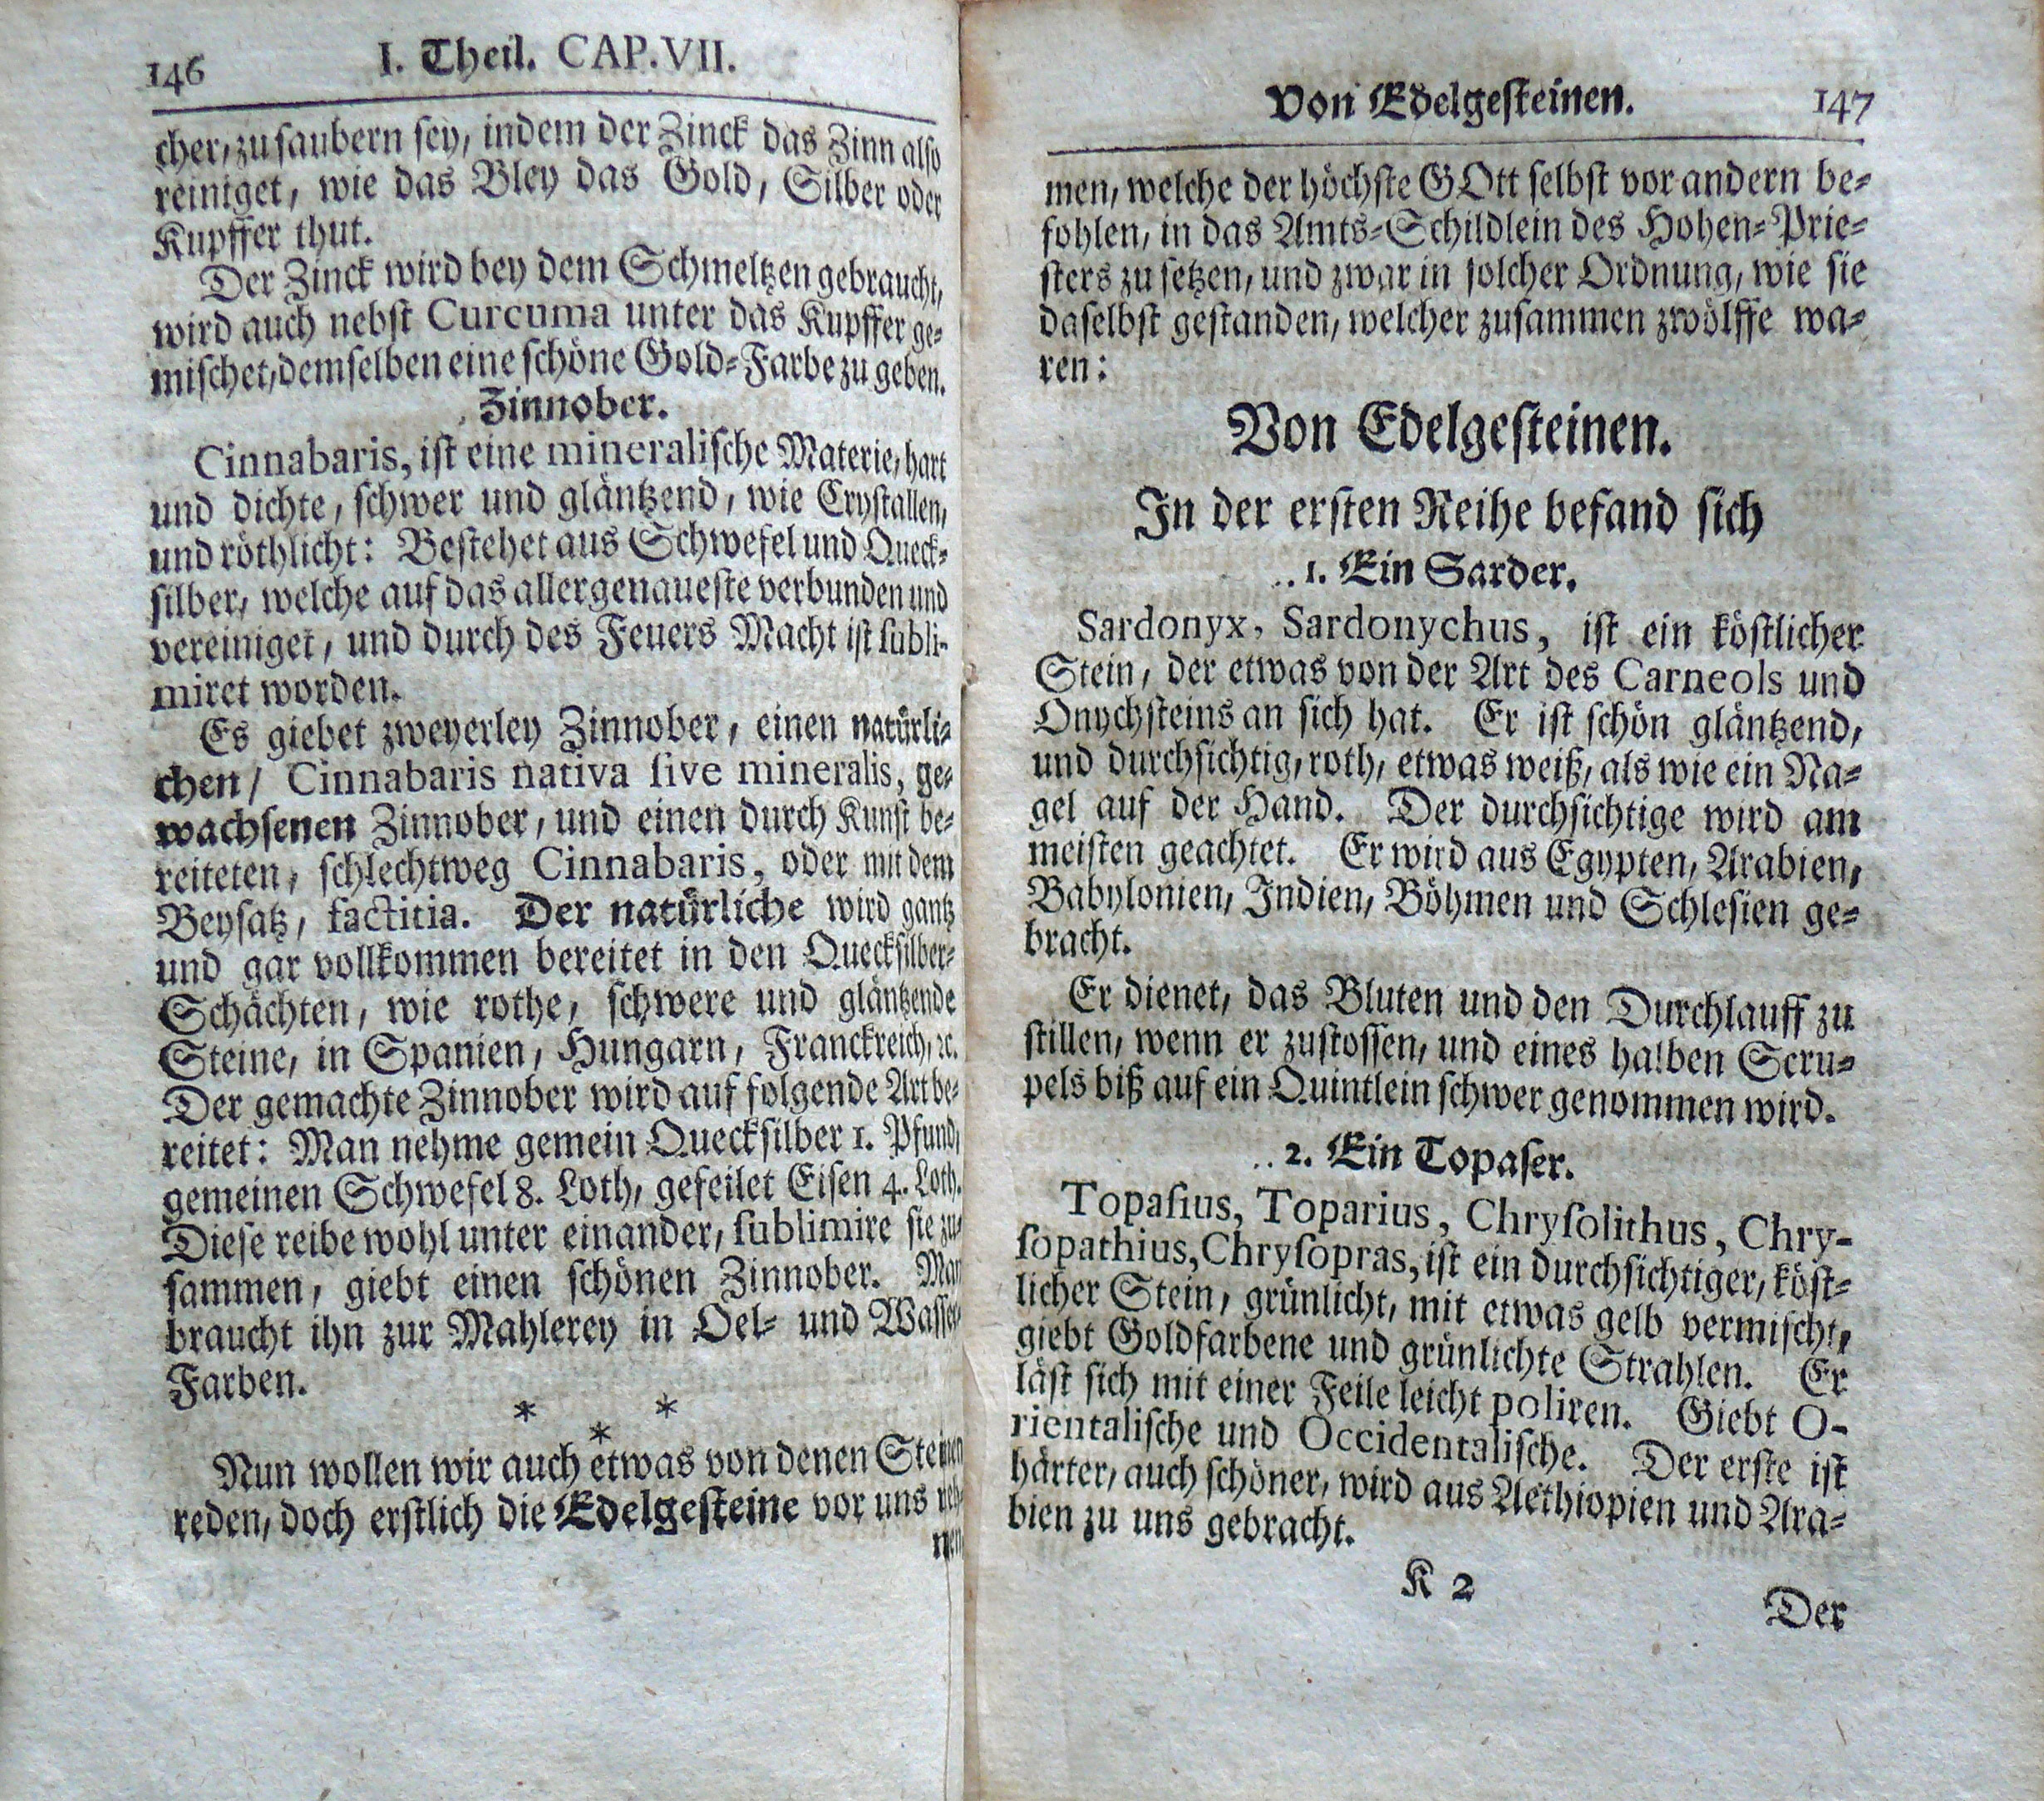 146 I. Theil. CAP. VII.
cher, zu saubern sey, indem der Zinck das Zinn also
reiniget, wie das Bley das Gold, Silber oder
Kupffer thut.
Der Zinck wird bey dem Schmeltzen gebraucht,
wird auch nebst Curcuma unter das Kupffer ge-
mischet, demselben eine schöne Gold-Farbe zu geben.
Zinnober.
Cinnabaris, ist eine mineralische Materie, hart
und dichte, schwer und gläntzend, wie Crystallen,
und röthlicht: Bestehet aus Schwefel und Queck-
silber, welche auf das allergenaueste verbunden und
vereiniget, und durch des Feuers Macht ist subli-
miret worden.
Es giebet zweyerley Zinnober, einen natürli-
chen/ Cinnabaris nativa sive mineralis, ge-
wachsenen Zinnober, und einen durch Kunst be-
reiteten, schlechtweg Cinnabaris, oder mit dem
Beysatz, factitia. Der natürliche wird gantz
und gar vollkommen bereitet in den Quecksilber-
Schächten, wie rothe, schwere und gläntzende
Steine, in Spanien, Hungarn, Franckreich, ꝛc.
Der gemachte Zinnober wird auf folgende Art be-
reitet: Man nehme gemein Quecksilber 1. Pfund,
gemeinen Schwefel 8. Loth, gefeilet Eisen 4. Loth.
Diese reibe wohl unter einander, sublimire sie zu-
sammen, giebt einen schönen Zinnober. Man
braucht ihn zur Mahlerey in Oel- und Wasser-
Farben.
* * *
Nun wollen wir auch etwas von denen Steinen
reden, doch erstlich die Edelgesteine vor uns neh-
men
Von Edelgesteinen. 147
men, welche der höchste GOtt selbst vor andern be-
fohlen, in das Amts-Schildlein des Hohen-Prie-
sters zu setzen, und zwar in solcher Ordnung, wie sie
daselbst gestanden, welcher zusammen zwölffe wa-
ren:
Von Edelgesteinen.
In der ersten Reihe befand sich
1. Ein Sarder.
Sardonyx, Sardonychus, ist ein köstlicher
Stein, der etwas von der Art des Carneols und
Onychsteins an sich hat. Er ist schön gläntzend,
und durchsichtig, roth, etwas weiß, als wie ein Na-
gel auf der Hand. Der durchsichtige wird am
meisten geachtet. Er wird aus Egypten, Arabien,
Babylonien, Indien, Böhmen und Schlesien ge-
bracht.
Er dienet, das Bluten und den Durchlauff zu
stillen, wenn er zustossen, und eines halben Scru-
pels biß auf ein Quintlein schwer genommen wird.
2. Ein Topaser.
Topasius, Toparius, Chrysolithus, Chry-
sopathius, Chrysopras, ist ein durchsichtiger, köst-
licher Stein, grünlicht, mit etwas gelb vermischt,
giebt Goldfarbene und grünlichte Strahlen. Er
läst sich mit einer Feile leicht poliren. Giebt O-
rientalische und Occidentalische. Der erste ist
härter, auch schöner, wird aus Aethiopien und Ara-
bien zu uns gebracht.
K 2
Der